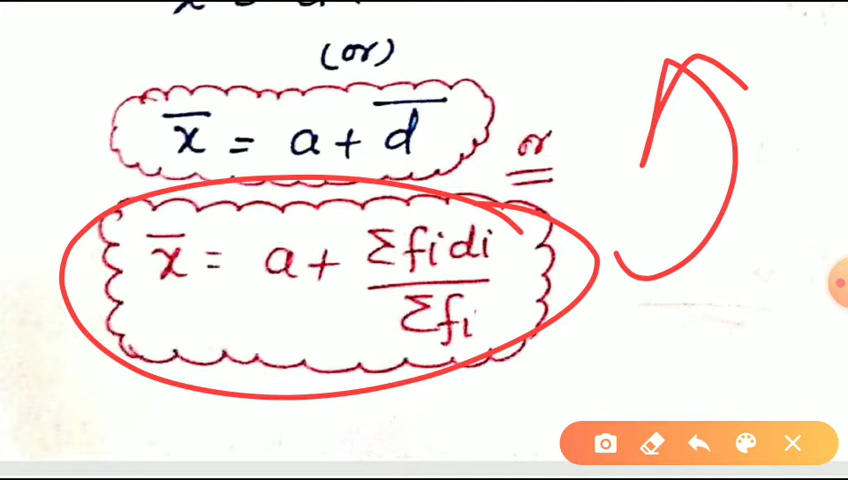 (or)
x̄ = a + d̄
or
x̄ = a + Σfidi / Σfi